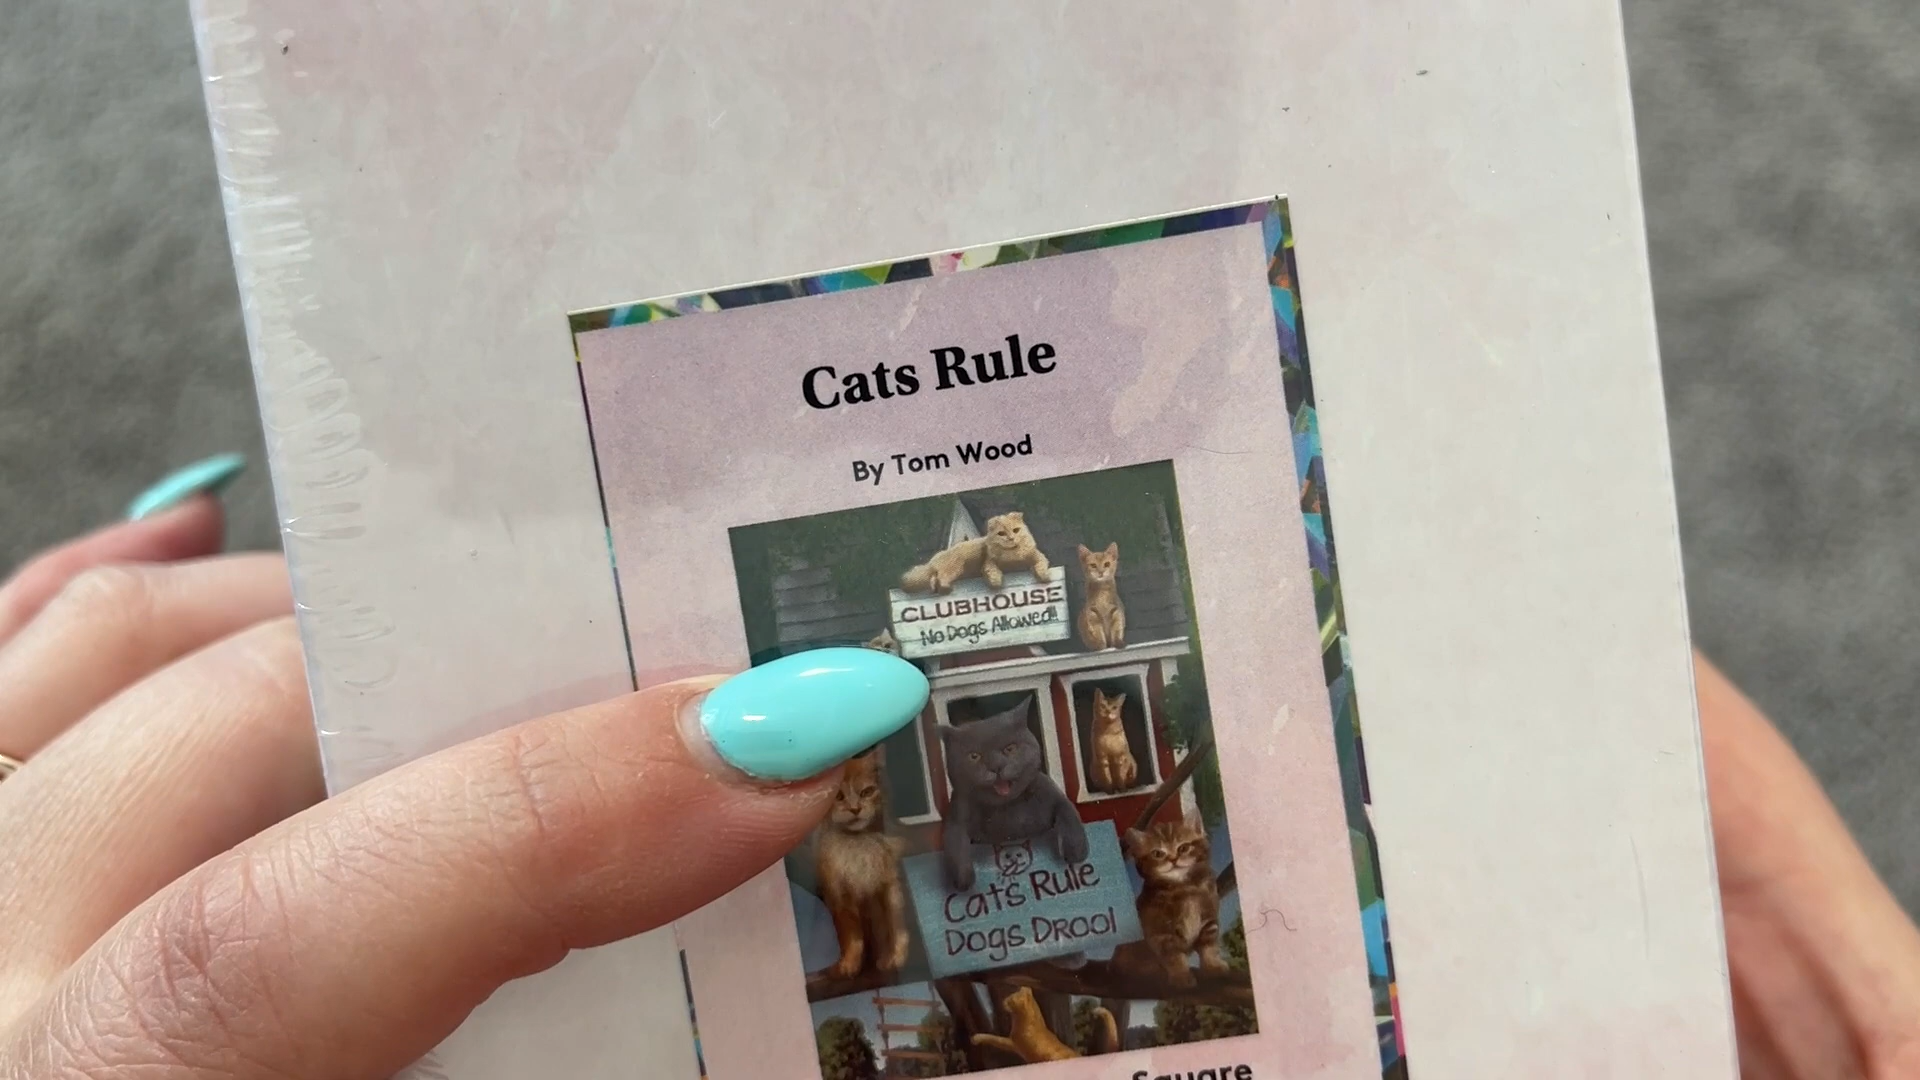 Cats Rule
By Tom Wood
CLUBHOUSE
No Dogs Allowed!!
Cats Rule
Dogs Drool
Square